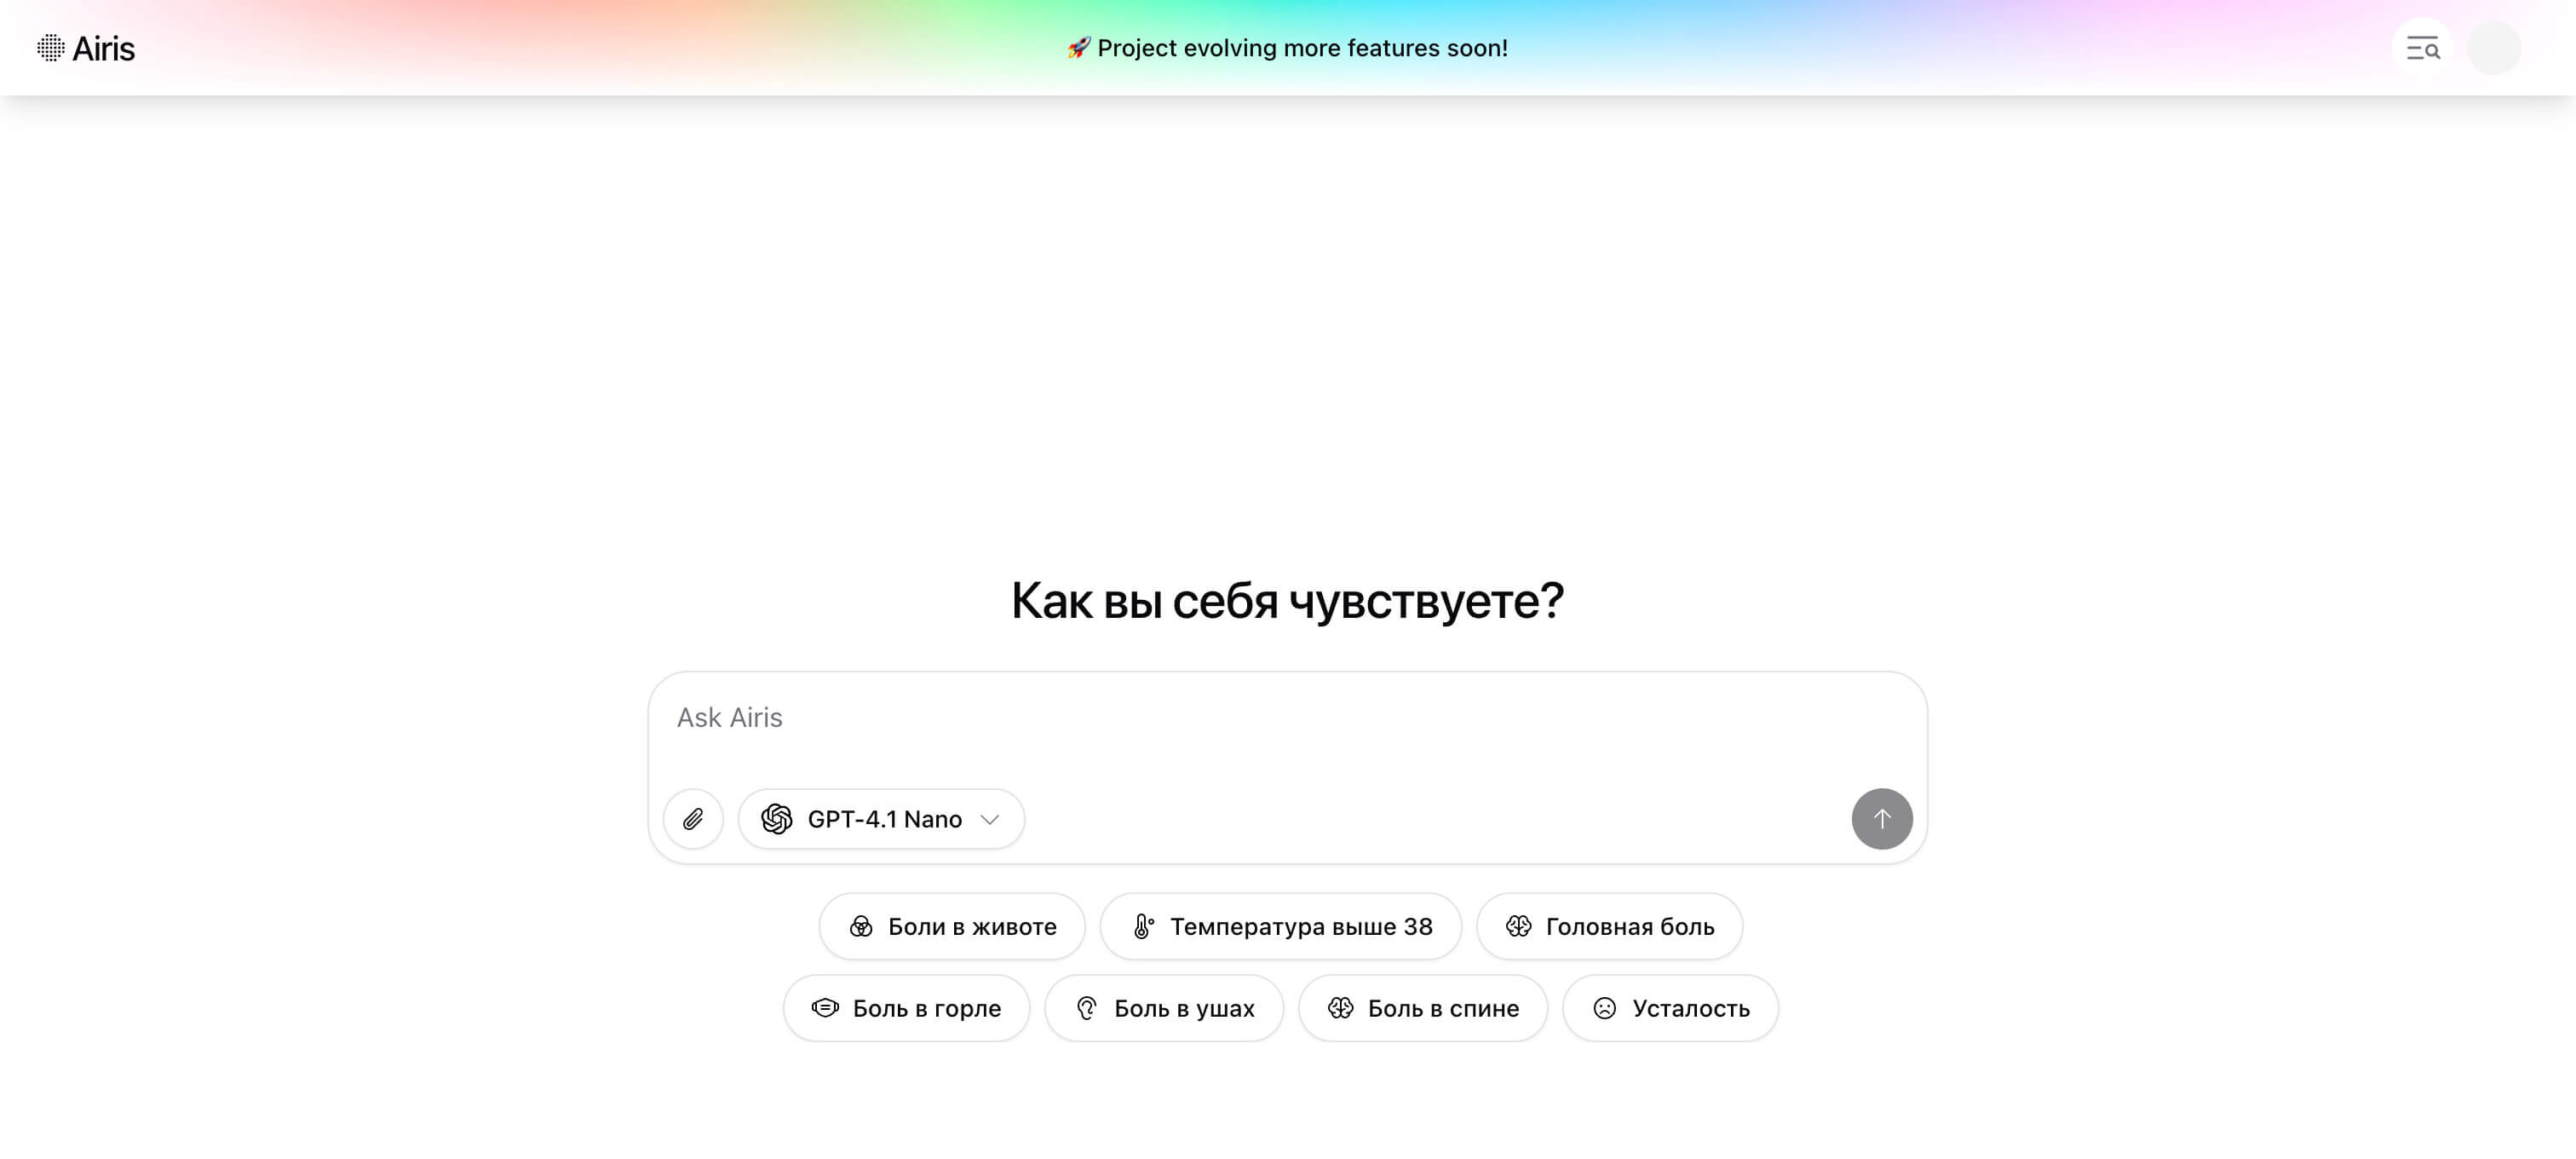 Airis
🚀 Project evolving more features soon!
Как вы себя чувствуете?
Ask Airis
GPT-4.1 Nano
Боли в животе
Температура выше 38
Головная боль
Боль в горле
Боль в ушах
Боль в спине
Усталость